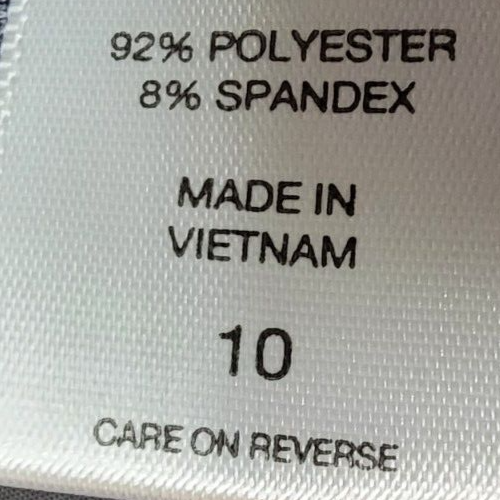 92% POLYESTER
8% SPANDEX
MADE IN
VIETNAM
10
CARE ON REVERSE